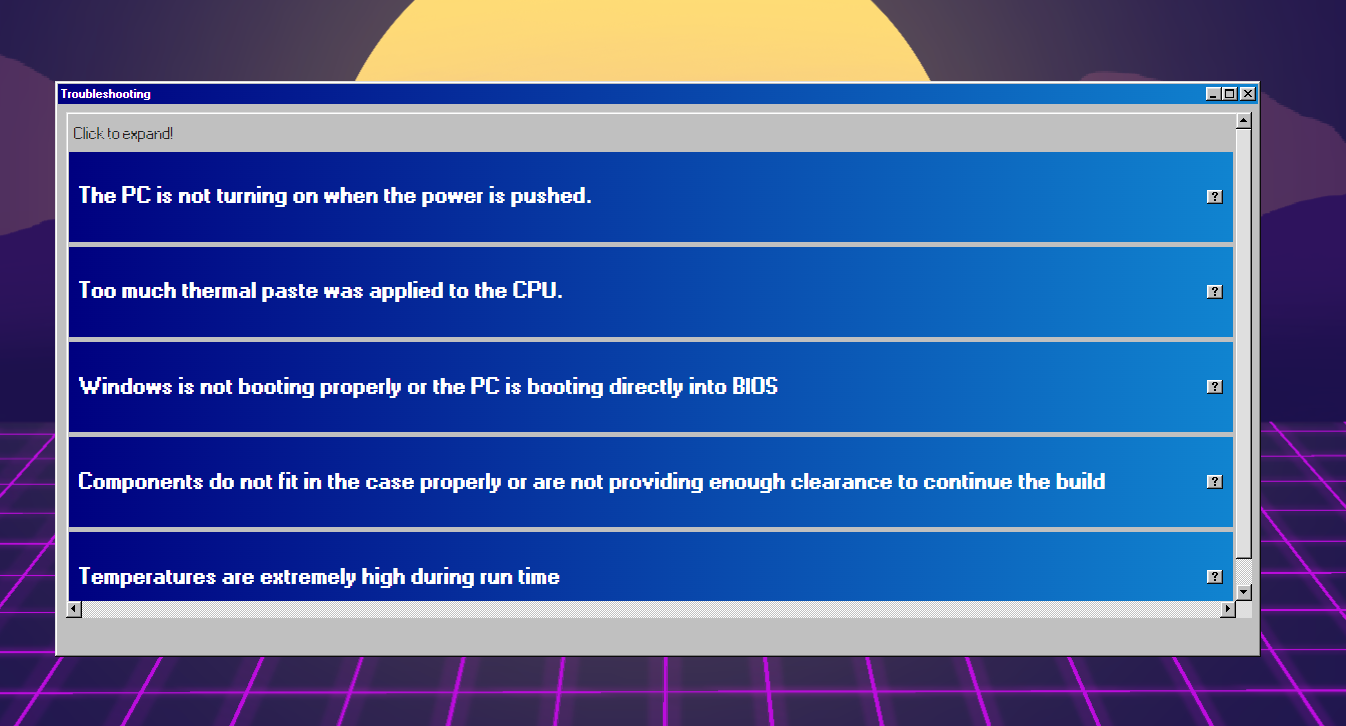 Troubleshooting
Click to expand!
The PC is not turning on when the power is pushed.
?
Too much thermal paste was applied to the CPU.
?
Windows is not booting properly or the PC is booting directly into BIOS
?
Components do not fit in the case properly or are not providing enough clearance to continue the build
?
Temperatures are extremely high during run time
?